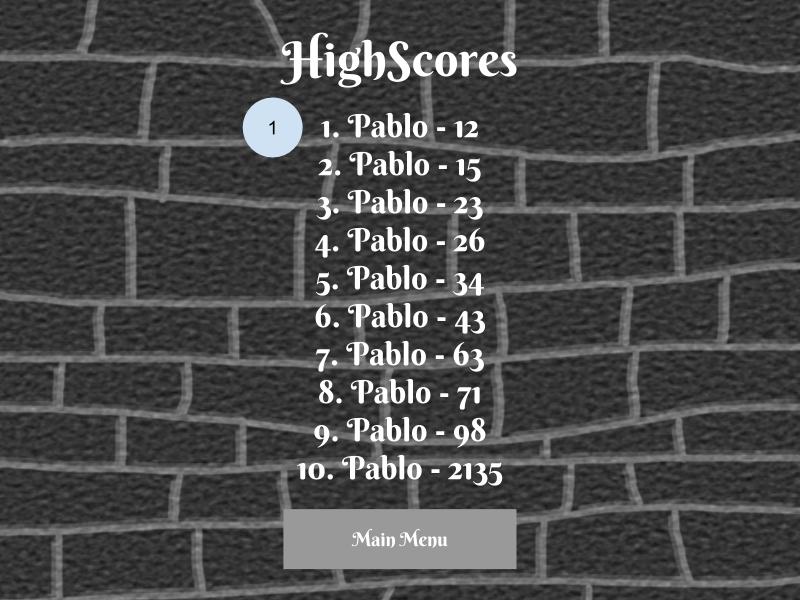 HighScores
1
1. Pablo - 12
2. Pablo - 15
3. Pablo - 23
4. Pablo - 26
5. Pablo - 34
6. Pablo - 43
7. Pablo - 63
8. Pablo - 71
9. Pablo - 98
10. Pablo - 2135
Main Menu